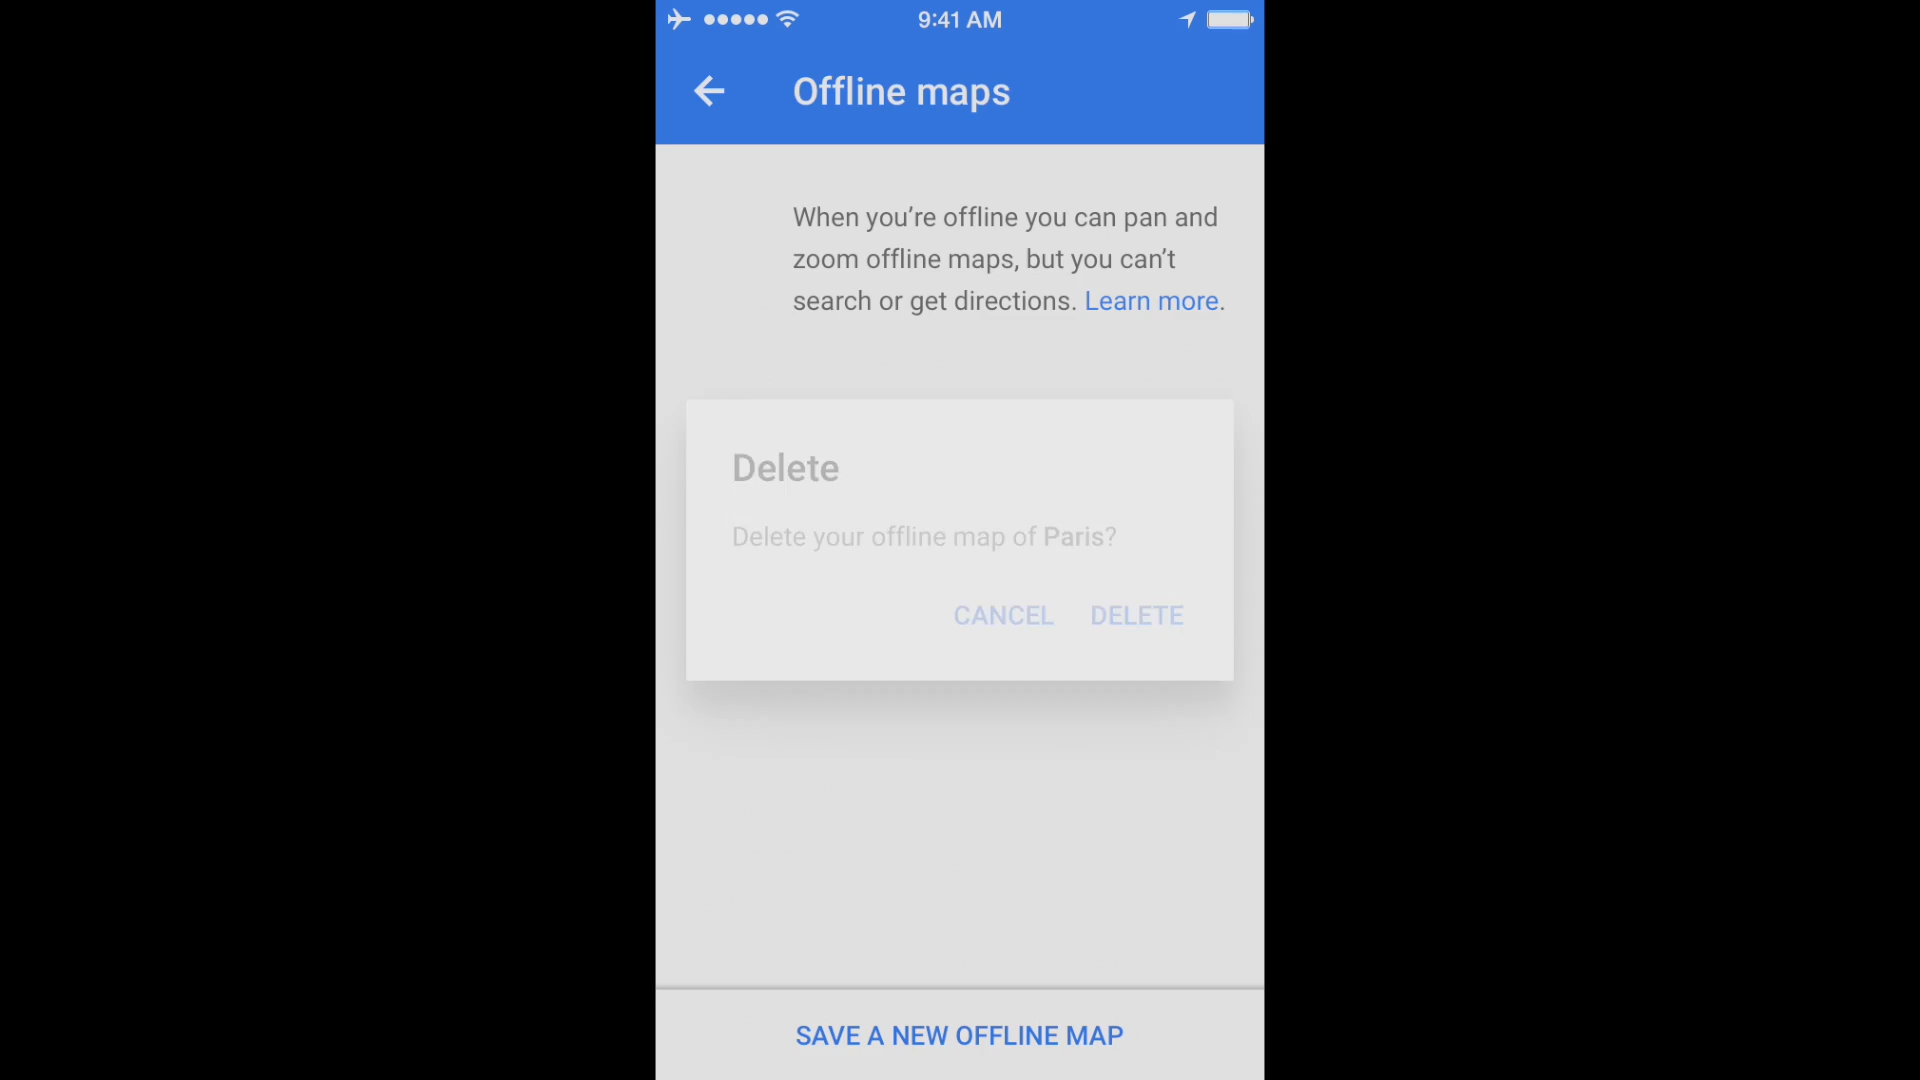 9:41 AM
Offline maps
When you’re offline you can pan and
zoom offline maps, but you can’t
search or get directions. Learn more.
Delete
Delete your offline map of Paris?
CANCEL DELETE
SAVE A NEW OFFLINE MAP